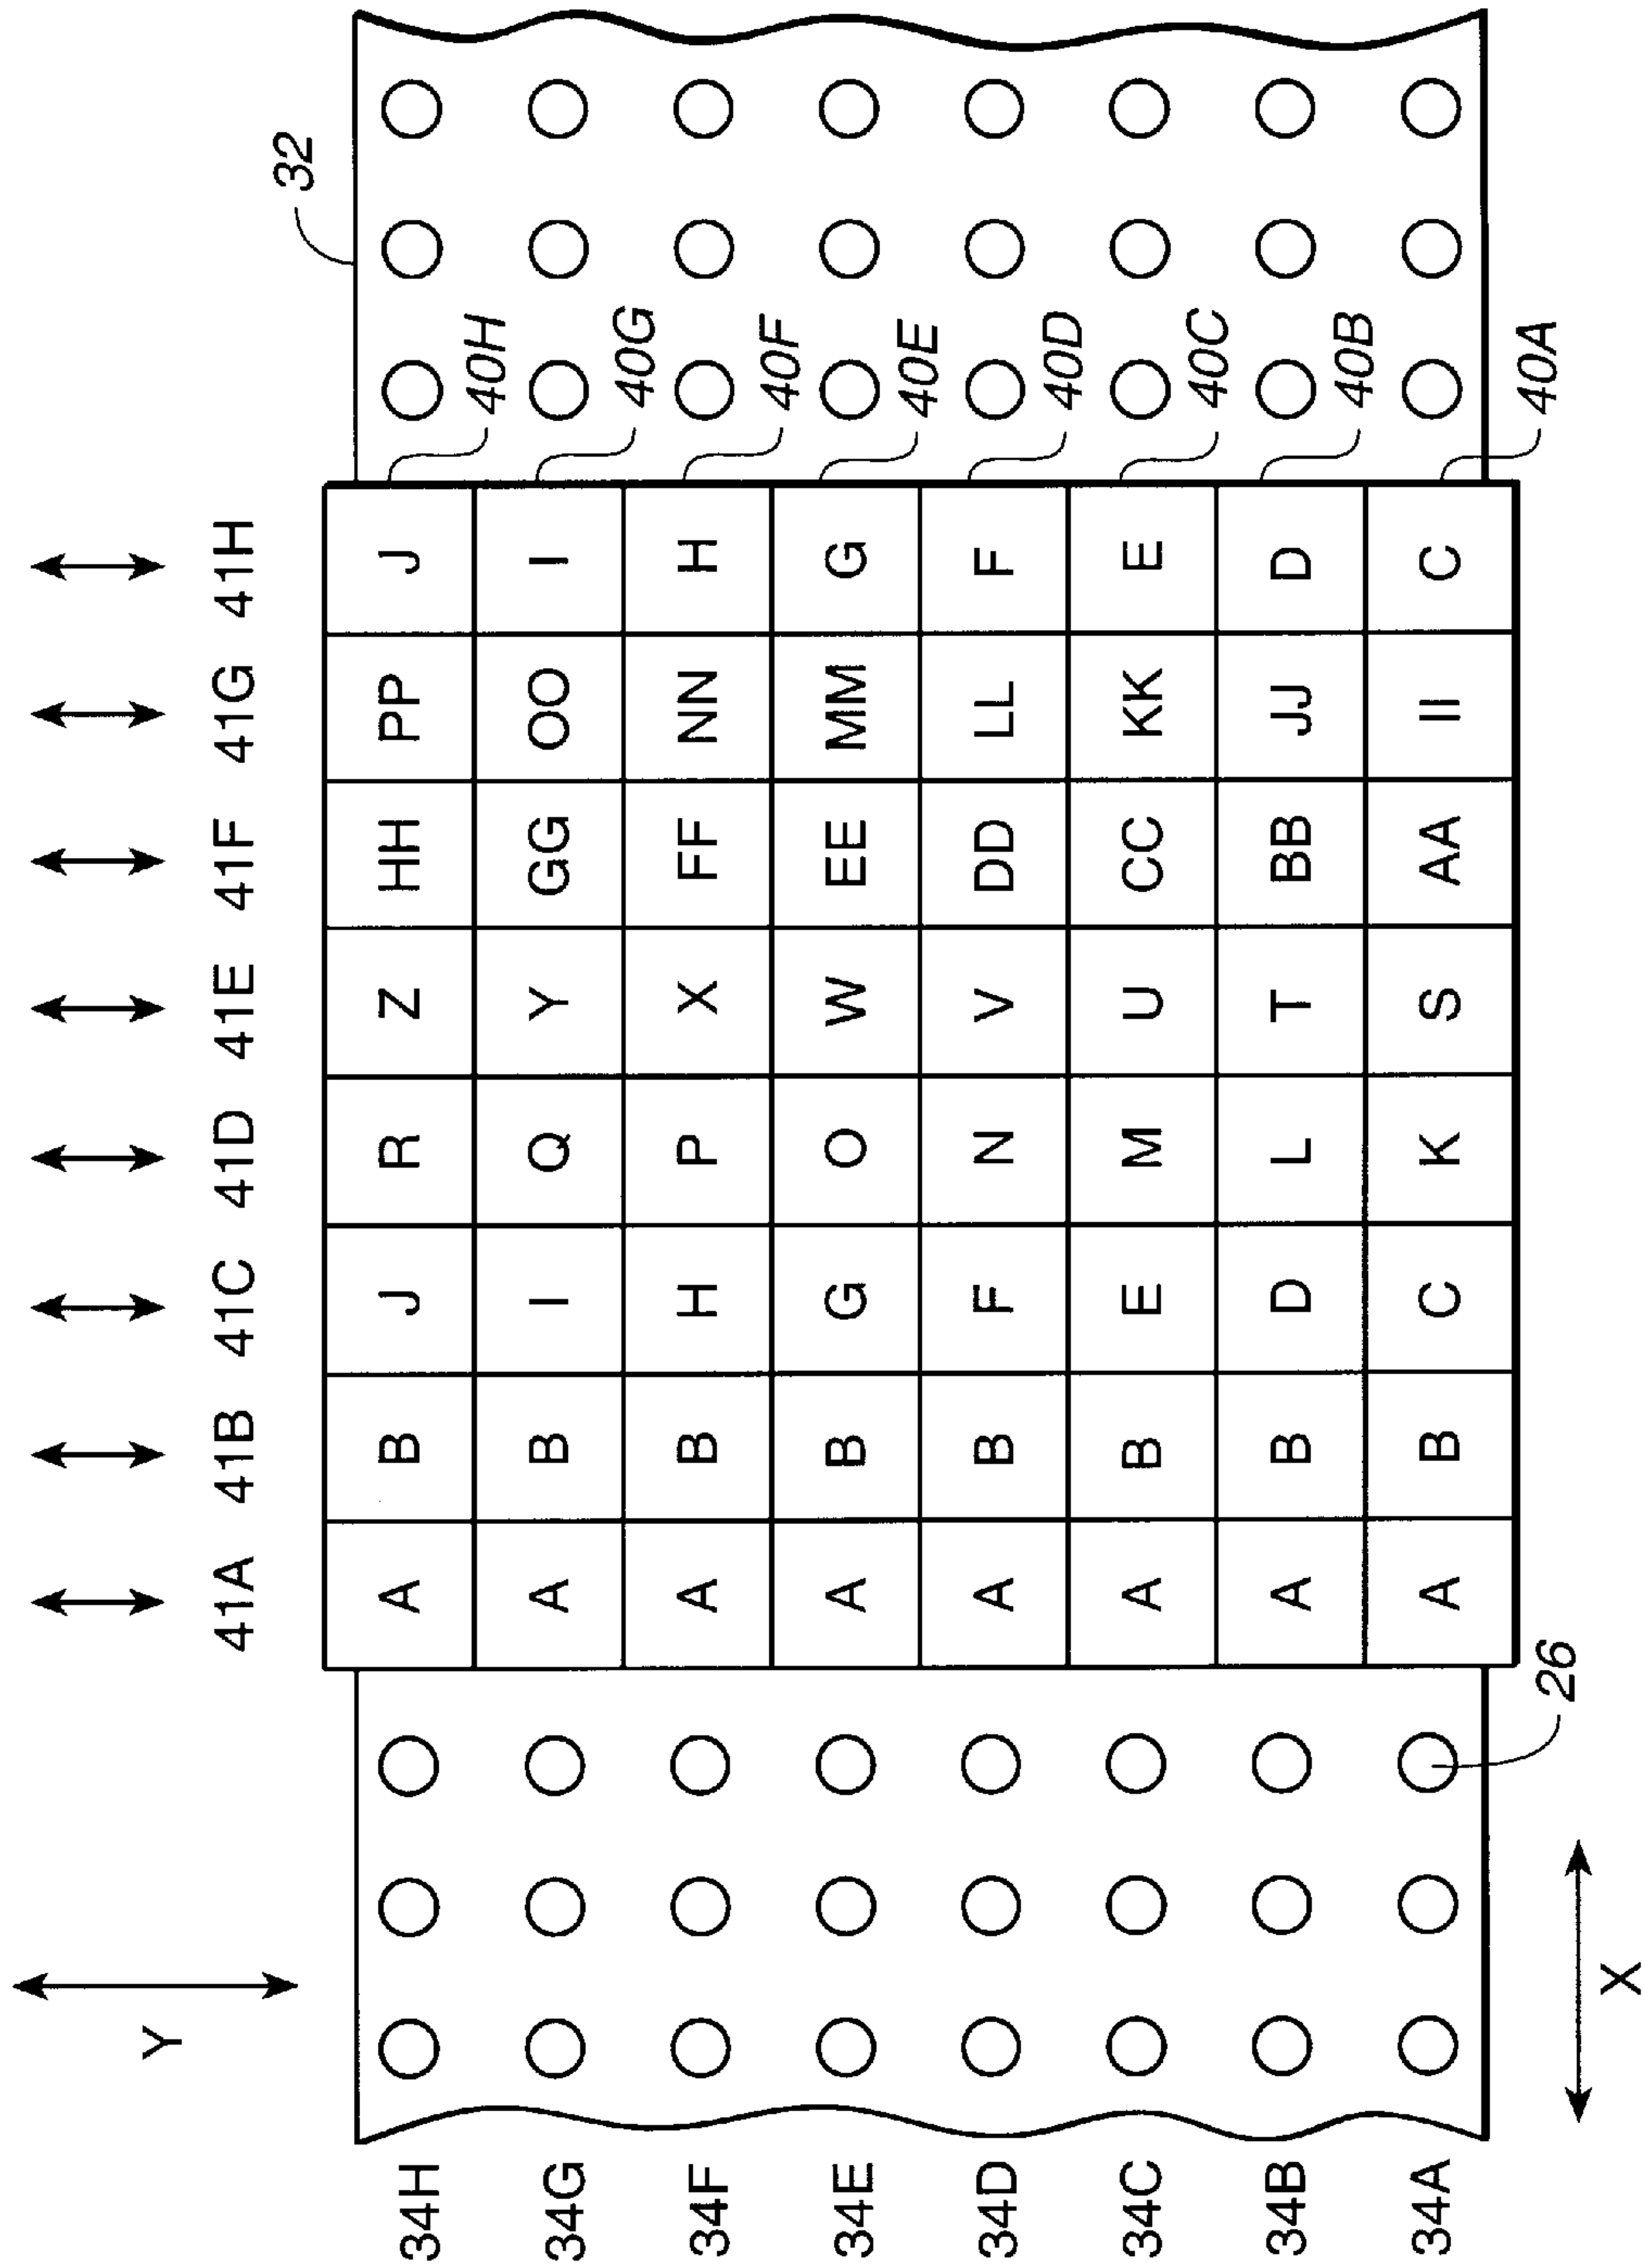 Y
41A 41B 41C 41D 41E 41F 41G 41H
32
34H A B J R Z HH PP J 40H
34G A B I Q Y GG OO I 40G
34F A B H P X FF NN H 40F
34E A B G O W EE MM G 40E
34D A B F N V DD LL F 40D
34C A B E M U CC KK E 40C
34B A B D L T BB JJ D 40B
34A A B C K S AA II C 40A
26
X